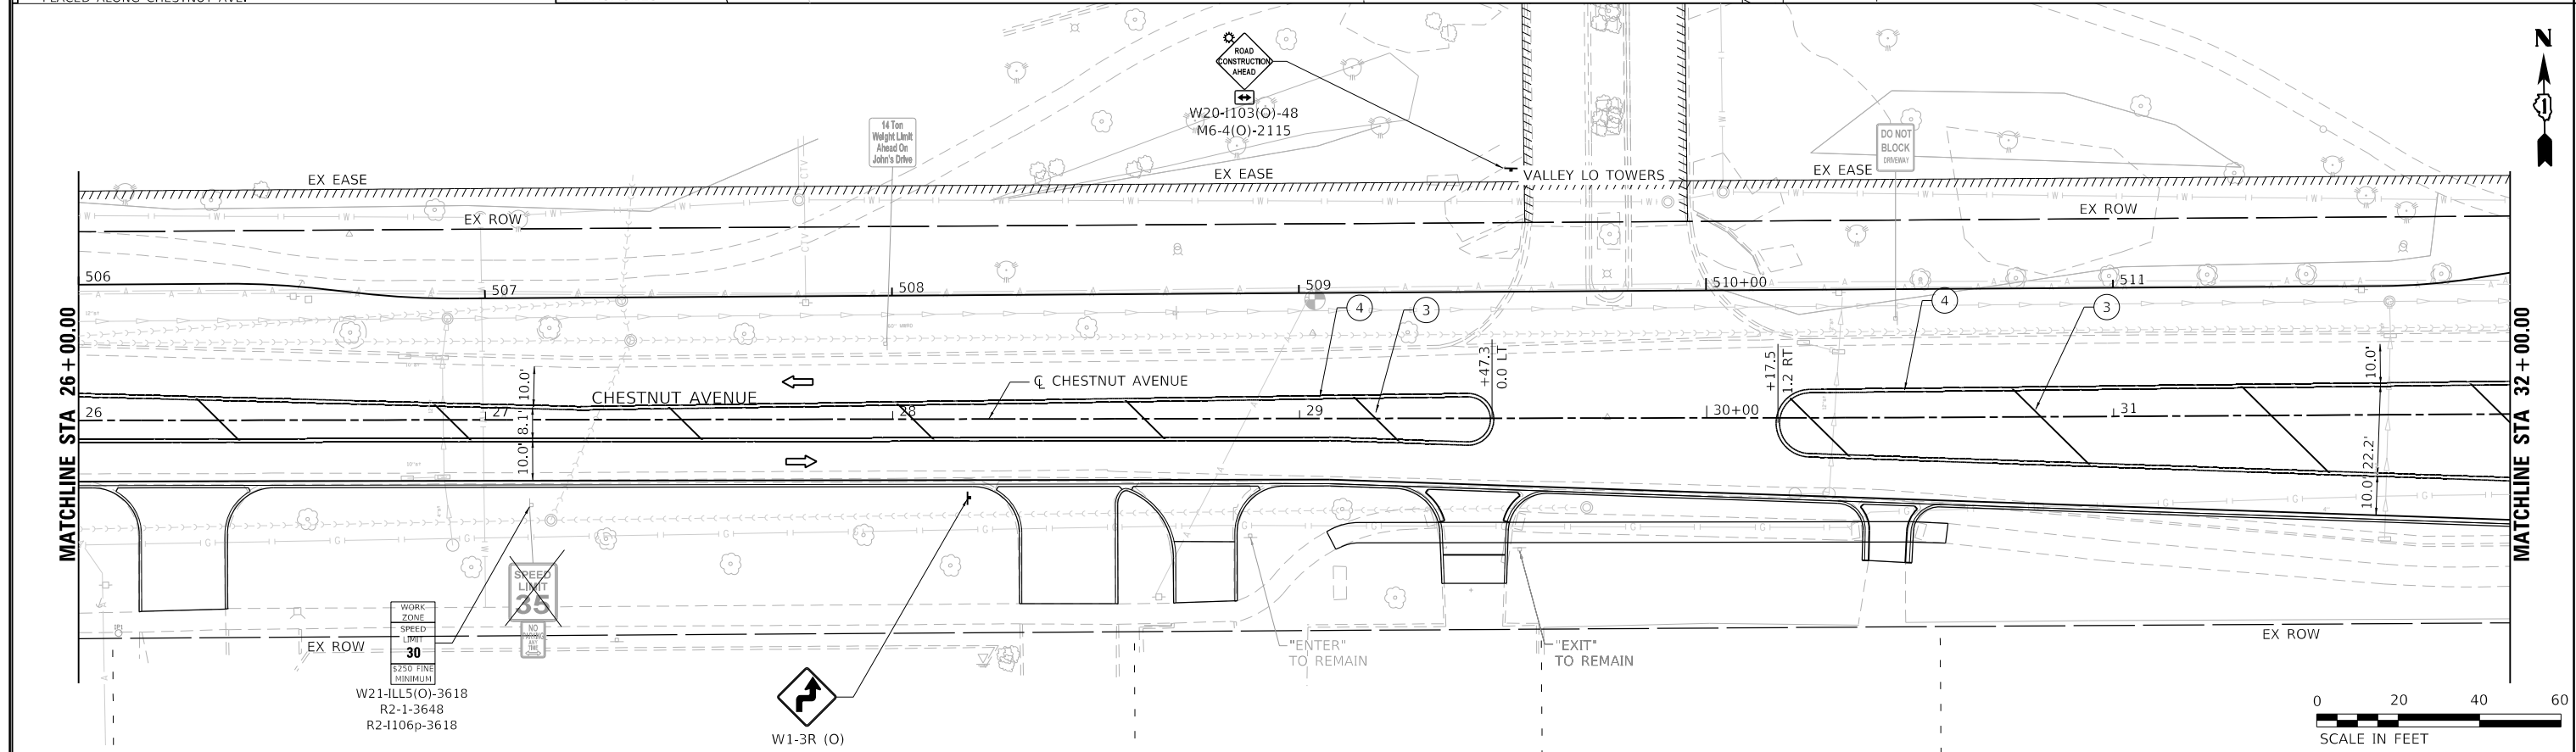 PLACED ALONG CHESTNUT AVE.
ROAD
CONSTRUCTION
AHEAD
W20-I103(O)-48
M6-4(O)-2115
N
1
14 Ton
Weight Limit
Ahead On
John's Drive
DO NOT
BLOCK
DRIVEWAY
EX EASE
EX EASE
VALLEY LO TOWERS
EX EASE
EX ROW
EX ROW
506
507
508
509
510+00
511
4
3
4
3
MATCHLINE STA 26+00.00
MATCHLINE STA 32+00.00
+47.3
0.0 LT
+17.5
1.2 RT
10.0'
8.1'
10.0'
10.0'
22.2'
10.0'
CHESTNUT AVENUE
℄ CHESTNUT AVENUE
26
27
28
29
30+00
31
SPEED
LIMIT
35
NO
WORK
ZONE
SPEED
LIMIT
30
$250 FINE
MINIMUM
W21-ILL5(O)-3618
R2-1-3648
R2-I106p-3618
EX ROW
W1-3R (O)
"ENTER"
TO REMAIN
"EXIT"
TO REMAIN
EX ROW
0 20 40 60
SCALE IN FEET